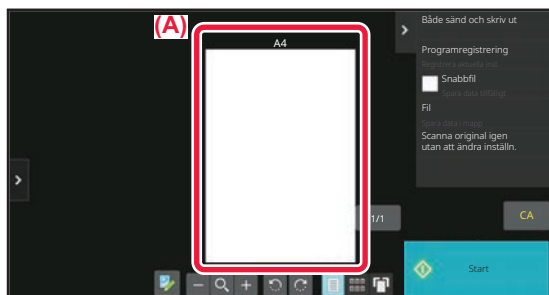 (A)
A4
1/1
Både sänd och skriv ut
Programregistrering
Registrera aktuella inst.
Snabbfil
Spara data tillfälligt
Fil
Spara data i mapp
Scanna original igen
utan att ändra inställn.
CA
Start